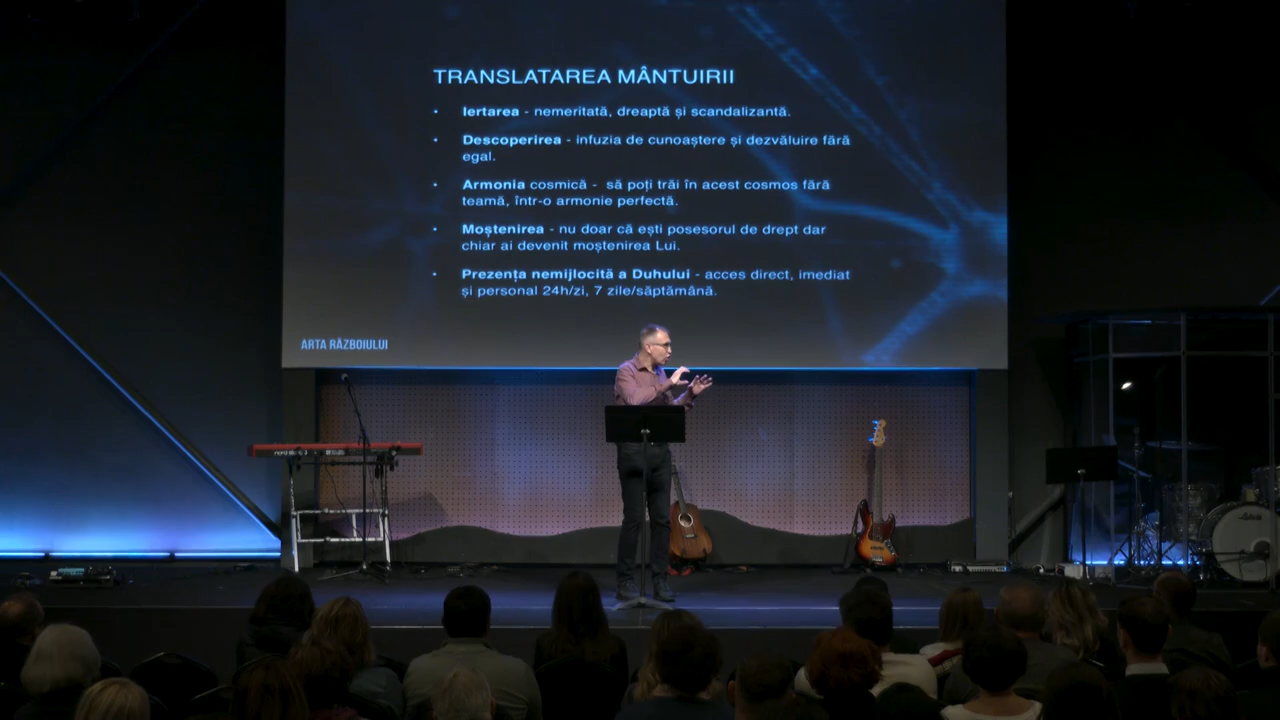 TRANSLATAREA MÂNTUIRII
• Iertarea - nemeritată, dreaptă și scandalizantă.
• Descoperirea - infuzia de cunoaștere și dezvăluire fără
egal.
• Armonia cosmică - să poți trăi în acest cosmos fără
teamă, într-o armonie perfectă.
• Moștenirea - nu doar că ești posesorul de drept dar
chiar ai devenit moștenirea Lui.
• Prezența nemijlocită a Duhului - acces direct, imediat
și personal 24h/zi, 7 zile/săptămână.
ARTA RĂZBOIULUI